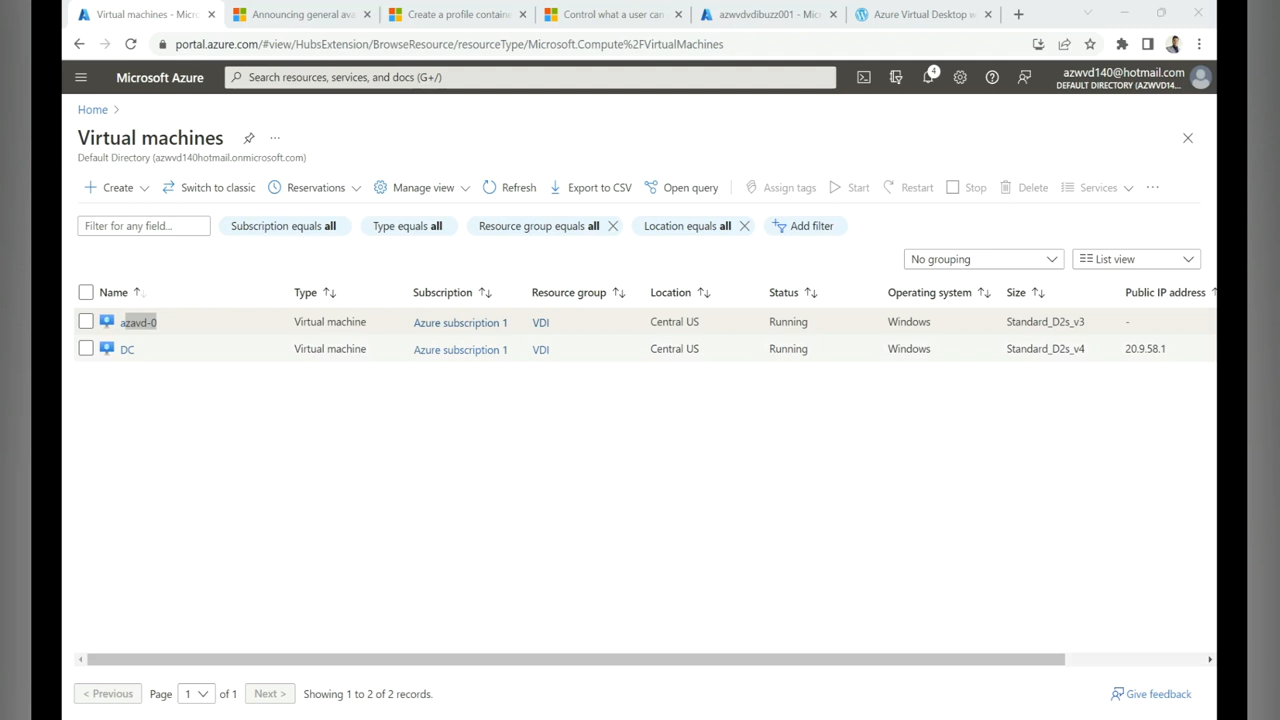 Virtual machines - Micro
Announcing general ava
Create a profile containe
Control what a user can
azwvdvdibuzz001 - Mic
Azure Virtual Desktop w
portal.azure.com/#view/HubsExtension/BrowseResource/resourceType/Microsoft.Compute%2FVirtualMachines
Microsoft Azure
Search resources, services, and docs (G+/)
4
azwvd140@hotmail.com
DEFAULT DIRECTORY (AZWVD14...
Home
Virtual machines
Default Directory (azwvd140hotmail.onmicrosoft.com)
Create Switch to classic Reservations Manage view Refresh Export to CSV Open query Assign tags Start Restart Stop Delete Services
Filter for any field... Subscription equals all Type equals all Resource group equals all Location equals all Add filter
No grouping List view
Name Type Subscription Resource group Location Status Operating system Size Public IP address
azavd-0 Virtual machine Azure subscription 1 VDI Central US Running Windows Standard_D2s_v3 -
DC Virtual machine Azure subscription 1 VDI Central US Running Windows Standard_D2s_v4 20.9.58.1
< Previous Page 1 of 1 Next > Showing 1 to 2 of 2 records. Give feedback